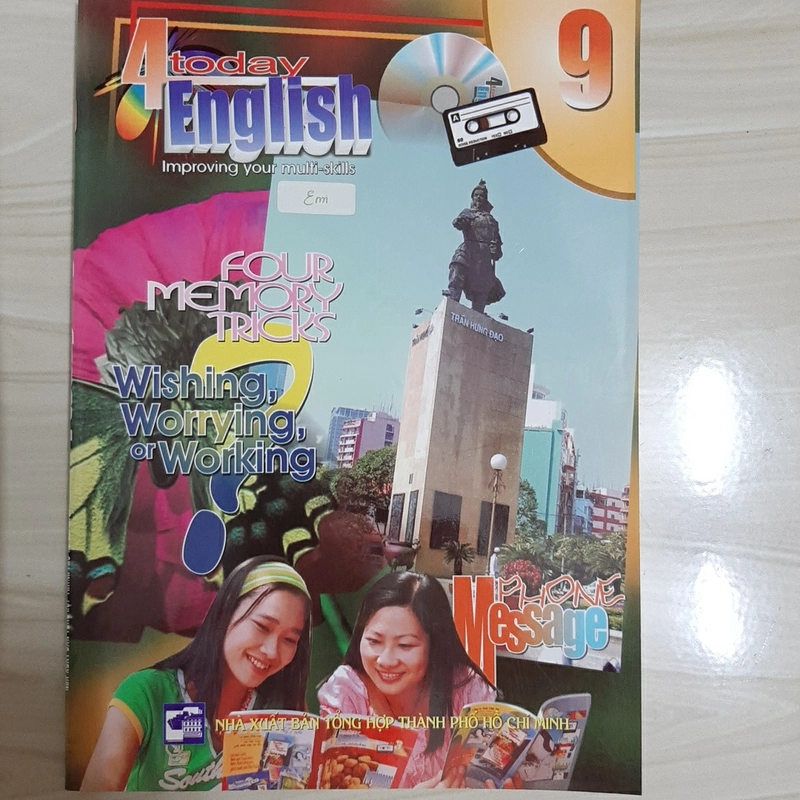 4 today
English
Improving your multi-skills
Em
9
A
FOUR
MEMORY
TRICKS
?
Wishing,
Worrying,
or Working
TRẦN HƯNG ĐẠO
PHONE
Message
NHÀ XUẤT BẢN TỔNG HỢP THÀNH PHỐ HỒ CHÍ MINH
South